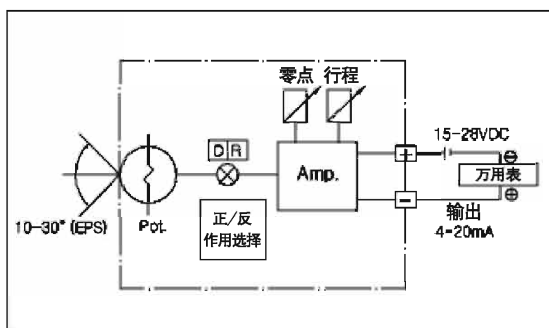 零点 行程
D R
15-28VDC
+
⊖
Amp.
万用表
⊕
-
10-30° (EPS)
Pot.
正/反
作用选择
输出
4-20mA